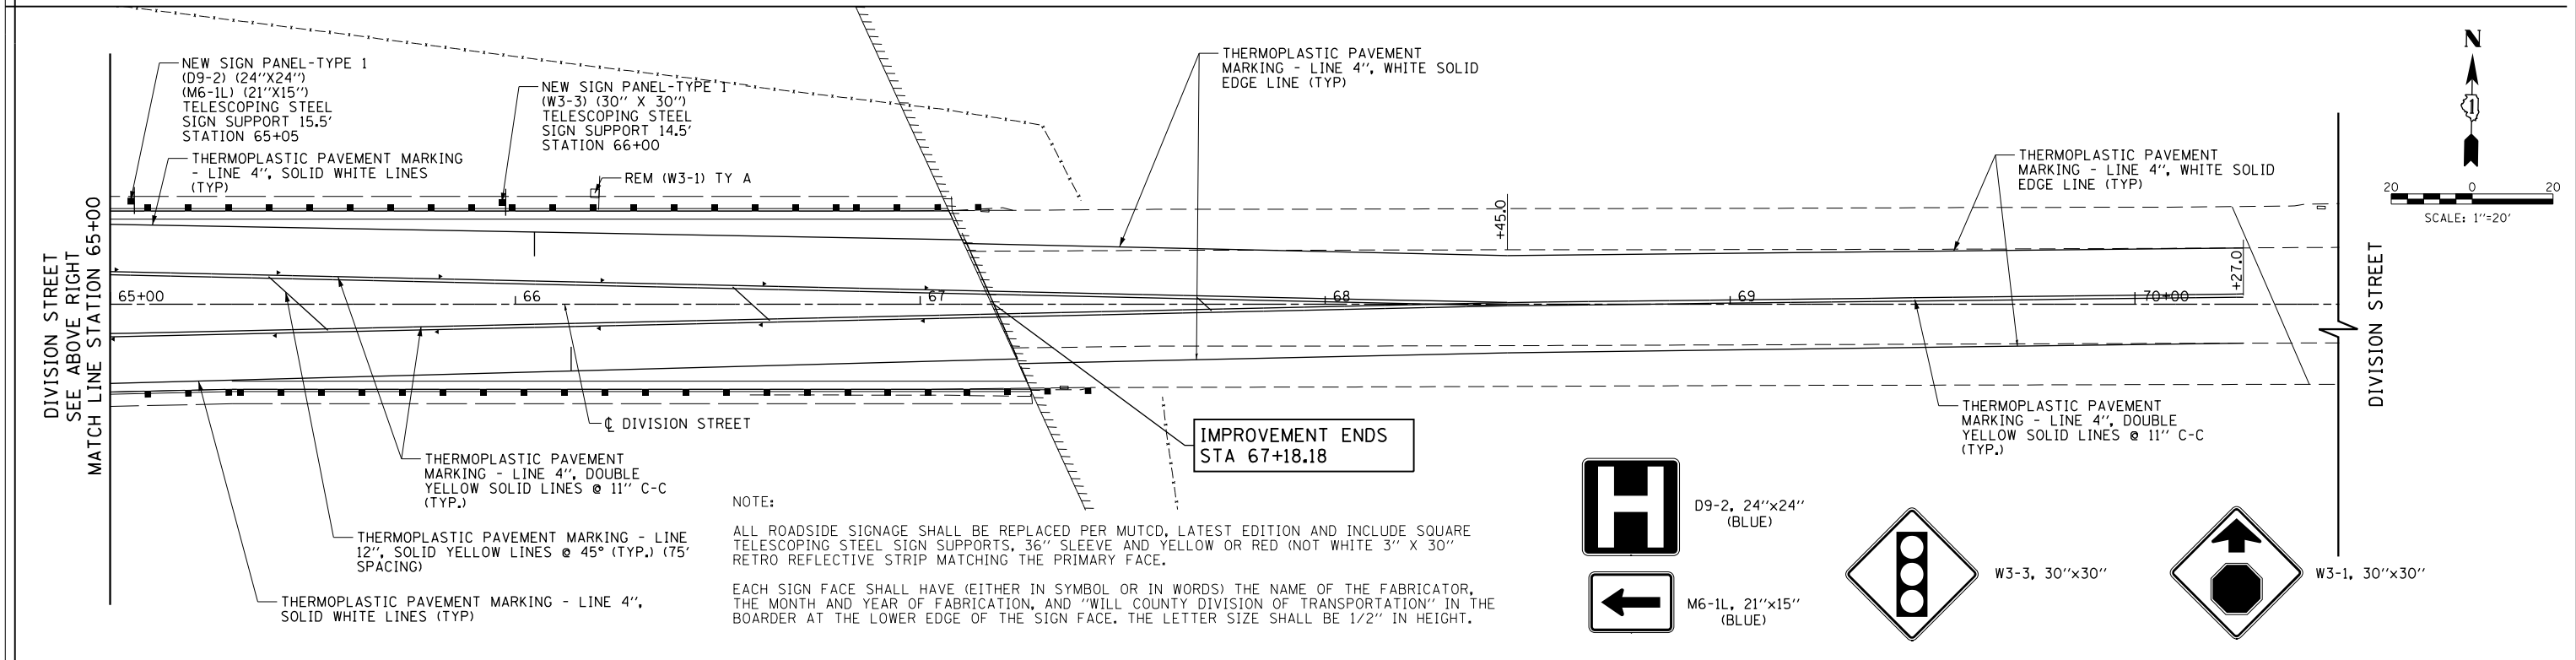 NEW SIGN PANEL-TYPE 1
(D9-2) (24"X24")
(M6-1L) (21"X15")
TELESCOPING STEEL
SIGN SUPPORT 15.5'
STATION 65+05
NEW SIGN PANEL-TYPE 1
(W3-3) (30" X 30")
TELESCOPING STEEL
SIGN SUPPORT 14.5'
STATION 66+00
THERMOPLASTIC PAVEMENT MARKING
- LINE 4", SOLID WHITE LINES
(TYP)
REM (W3-1) TY A
THERMOPLASTIC PAVEMENT
MARKING - LINE 4", WHITE SOLID
EDGE LINE (TYP)
THERMOPLASTIC PAVEMENT
MARKING - LINE 4", WHITE SOLID
EDGE LINE (TYP)
N
1
20 0 20
SCALE: 1"=20'
DIVISION STREET
SEE ABOVE RIGHT
MATCH LINE STATION 65+00
65+00
66
67
68
69
70+00
+45.0
+27.0
DIVISION STREET
℄ DIVISION STREET
IMPROVEMENT ENDS
STA 67+18.18
THERMOPLASTIC PAVEMENT
MARKING - LINE 4", DOUBLE
YELLOW SOLID LINES @ 11" C-C
(TYP.)
THERMOPLASTIC PAVEMENT
MARKING - LINE 4", DOUBLE
YELLOW SOLID LINES @ 11" C-C
(TYP.)
THERMOPLASTIC PAVEMENT MARKING - LINE
12", SOLID YELLOW LINES @ 45° (TYP.) (75'
SPACING)
THERMOPLASTIC PAVEMENT MARKING - LINE 4",
SOLID WHITE LINES (TYP)
NOTE:
ALL ROADSIDE SIGNAGE SHALL BE REPLACED PER MUTCD, LATEST EDITION AND INCLUDE SQUARE
TELESCOPING STEEL SIGN SUPPORTS, 36" SLEEVE AND YELLOW OR RED (NOT WHITE 3" X 30"
RETRO REFLECTIVE STRIP MATCHING THE PRIMARY FACE.
EACH SIGN FACE SHALL HAVE (EITHER IN SYMBOL OR IN WORDS) THE NAME OF THE FABRICATOR,
THE MONTH AND YEAR OF FABRICATION, AND "WILL COUNTY DIVISION OF TRANSPORTATION" IN THE
BOARDER AT THE LOWER EDGE OF THE SIGN FACE. THE LETTER SIZE SHALL BE 1/2" IN HEIGHT.
H
D9-2, 24"x24"
(BLUE)
M6-1L, 21"x15"
(BLUE)
W3-3, 30"x30"
W3-1, 30"x30"